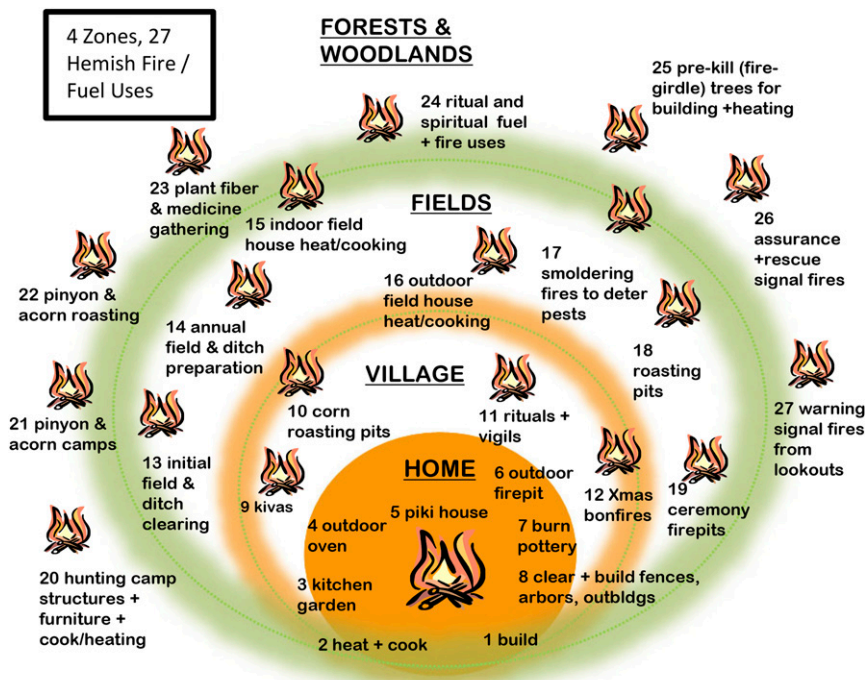 4 Zones, 27
Hemish Fire /
Fuel Uses
FORESTS &
WOODLANDS
24 ritual and
spiritual fuel
+ fire uses
25 pre-kill (fire-
girdle) trees for
building +heating
23 plant fiber
& medicine
gathering
26
assurance
+rescue
signal fires
22 pinyon &
acorn roasting
21 pinyon &
acorn camps
27 warning
signal fires
from
lookouts
20 hunting camp
structures +
furniture +
cook/heating
FIELDS
15 indoor field
house heat/cooking
16 outdoor
field house
heat/cooking
17
smoldering
fires to deter
pests
14 annual
field & ditch
preparation
18
roasting
pits
13 initial
field &
ditch
clearing
19
ceremony
firepits
VILLAGE
10 corn
roasting pits
11 rituals +
vigils
9 kivas
12 Xmas
bonfires
HOME
6 outdoor
firepit
5 piki house
4 outdoor
oven
7 burn
pottery
3 kitchen
garden
8 clear + build fences,
arbors, outbldgs
2 heat + cook
1 build